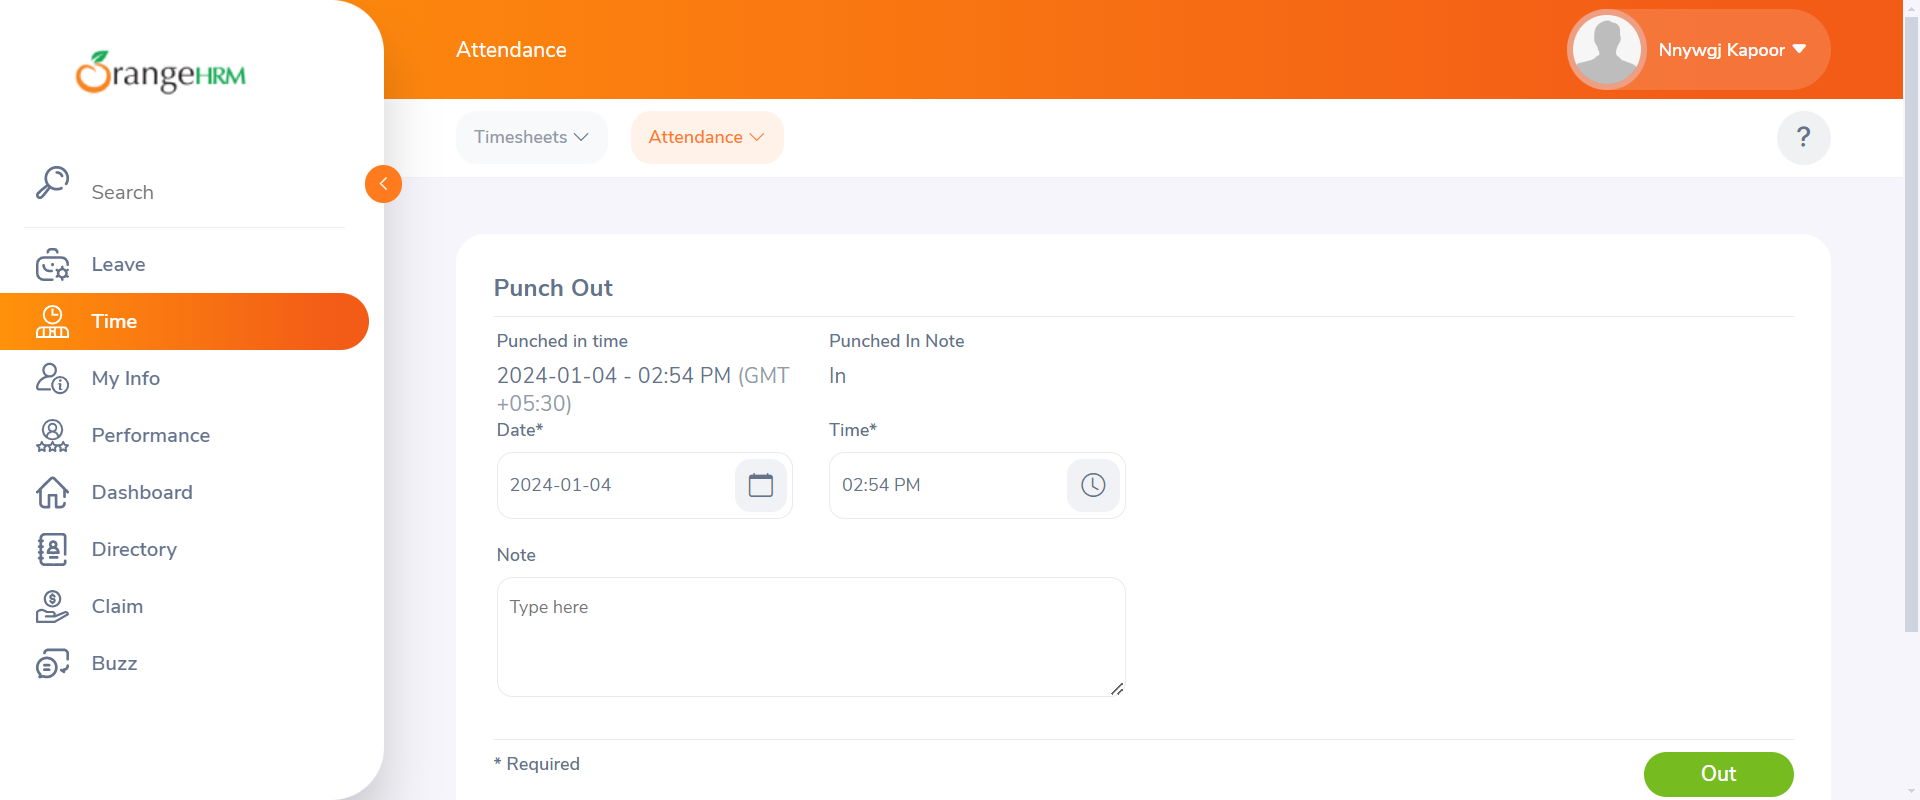 OrangeHRM
Attendance
Nnywgj Kapoor
Timesheets
Attendance
?
Search
Leave
Time
My Info
Performance
Dashboard
Directory
Claim
Buzz
Punch Out
Punched in time
Punched In Note
2024-01-04 - 02:54 PM (GMT
+05:30)
In
Date*
Time*
2024-01-04
02:54 PM
Note
Type here
* Required
Out